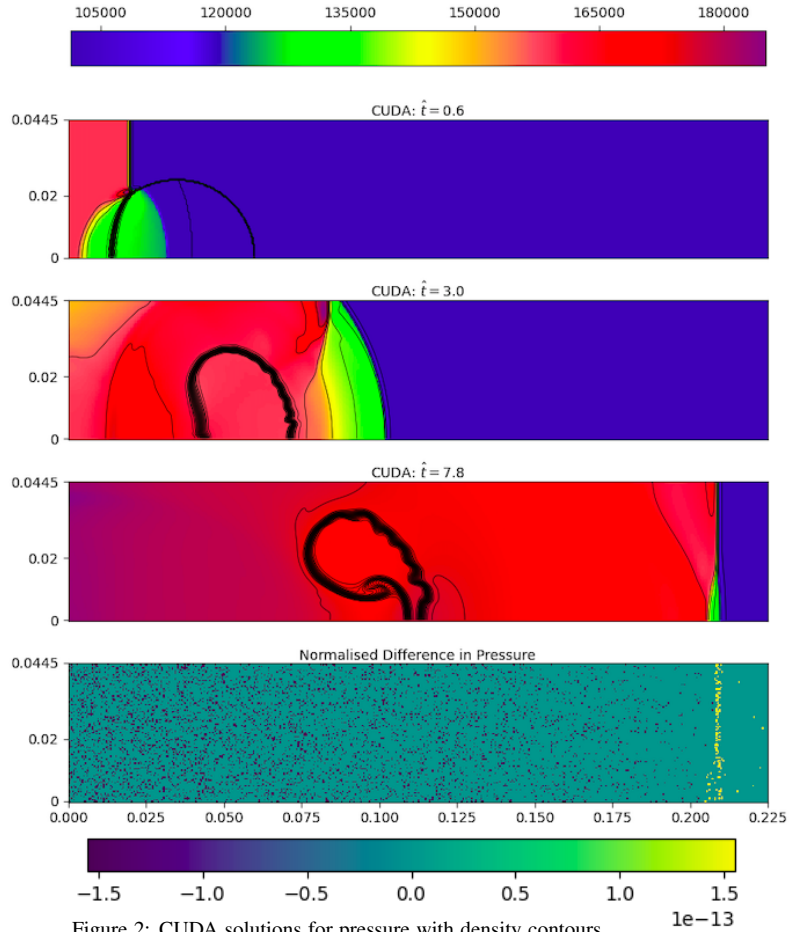 105000 120000 135000 150000 165000 180000
CUDA: t̂ = 0.6
0.0445
0.02
0
CUDA: t̂ = 3.0
0.0445
0.02
0
CUDA: t̂ = 7.8
0.0445
0.02
0
Normalised Difference in Pressure
0.0445
0.02
0
0.000 0.025 0.050 0.075 0.100 0.125 0.150 0.175 0.200 0.225
−1.5 −1.0 −0.5 0.0 0.5 1.0 1.5
1e−13
Figure 2: CUDA solutions for pressure with density contours